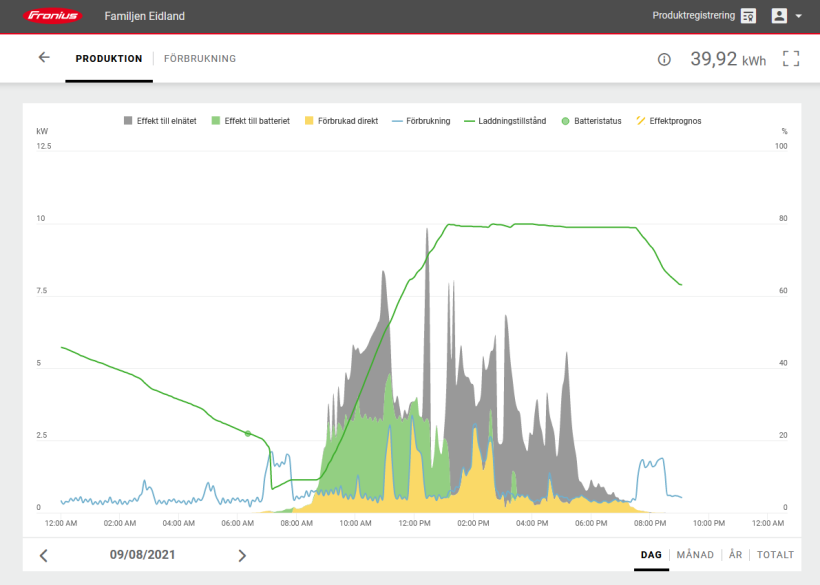 Fronius Familjen Eidland Produktregistrering
PRODUKTION FÖRBRUKNING 39,92 kWh
Effekt till elnätet Effekt till batteriet Förbrukad direkt Förbrukning Laddningstillstånd Batteristatus Effektprognos
kW %
12.5 100
10 80
7.5 60
5 40
2.5 20
0 0
12:00 AM 02:00 AM 04:00 AM 06:00 AM 08:00 AM 10:00 AM 12:00 PM 02:00 PM 04:00 PM 06:00 PM 08:00 PM 10:00 PM 12:00 AM
09/08/2021 DAG MÅNAD ÅR TOTALT